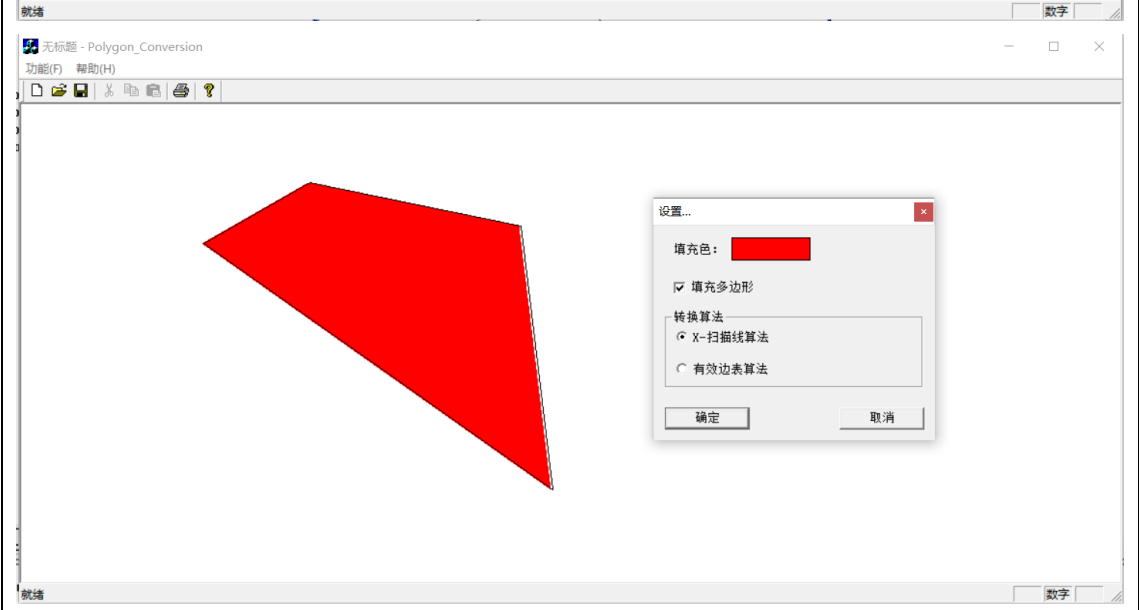 就绪 数字
无标题 - Polygon_Conversion
功能(F) 帮助(H)
设置...
填充色:
填充多边形
转换算法
X-扫描线算法
有效边表算法
确定 取消
就绪 数字